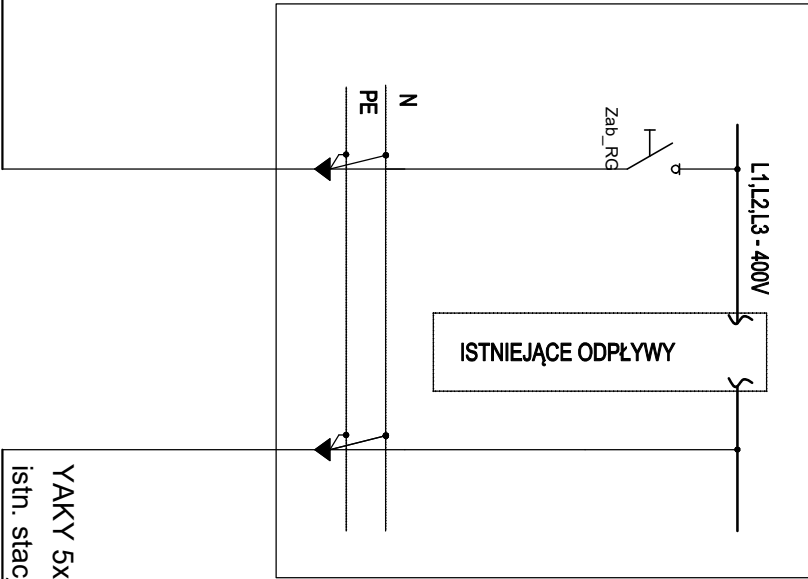 N
PE
Zab_RG
L1,L2,L3 - 400V
ISTNIEJĄCE ODPŁYWY
YAKY 5x
istn. stac.